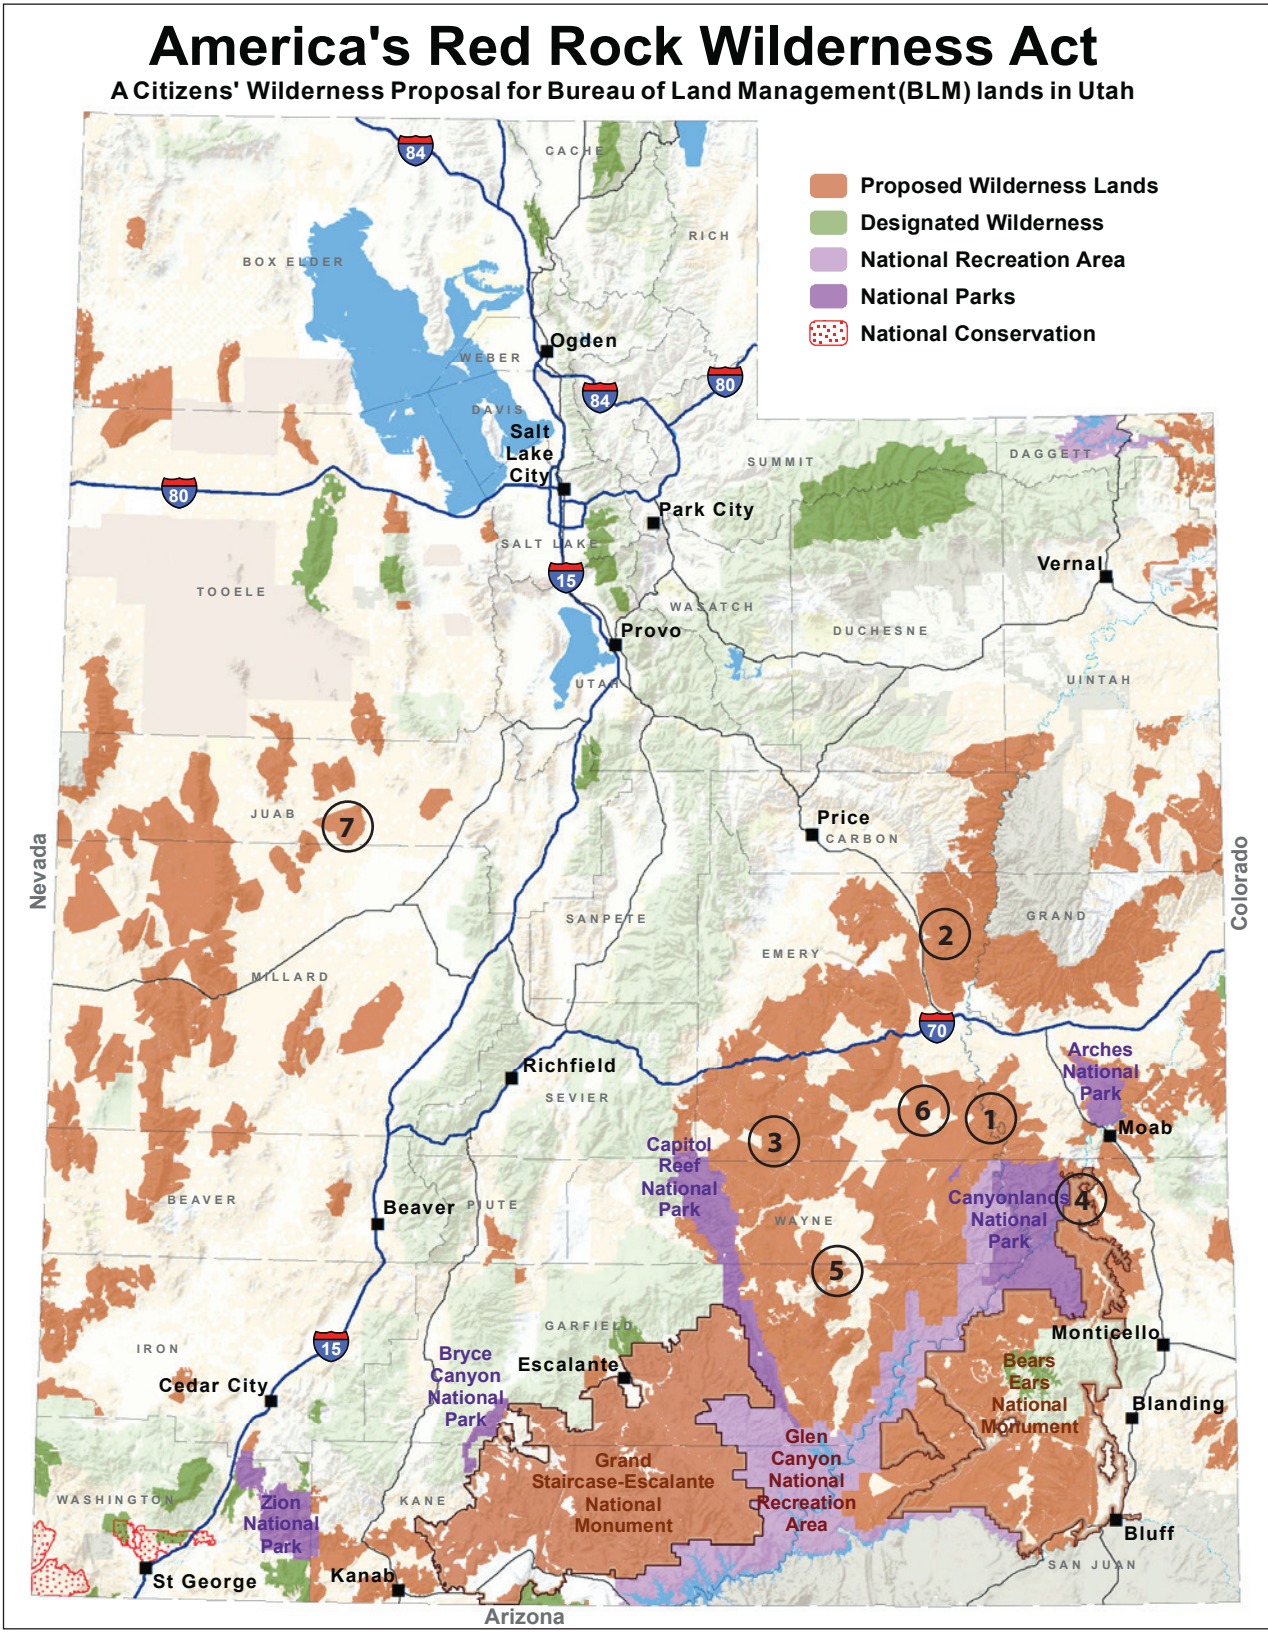 America's Red Rock Wilderness Act
A Citizens' Wilderness Proposal for Bureau of Land Management (BLM) lands in Utah
Proposed Wilderness Lands
Designated Wilderness
National Recreation Area
National Parks
National Conservation
84
CACHE
RICH
BOX ELDER
Ogden
WEBER
84
80
DAVIS
Salt
Lake
City
SUMMIT
DAGGETT
80
Park City
SALT LAKE
Vernal
15
TOOELE
WASATCH
Provo
DUCHESNE
UTAH
UINTAH
JUAB
7
Price
CARBON
Nevada
Colorado
SANPETE
GRAND
2
EMERY
MILLARD
70
Arches
National
Park
Richfield
SEVIER
6
1
3
Moab
Capitol
Reef
National
Park
BEAVER
Beaver
PIUTE
Canyonlands
National
Park
4
WAYNE
5
GARFIELD
IRON
15
Monticello
Bryce
Canyon
National
Park
Escalante
Bears
Ears
National
Monument
Cedar City
Blanding
Glen
Canyon
National
Recreation
Area
Grand
Staircase-Escalante
National
Monument
WASHINGTON
Zion
National
Park
KANE
Bluff
SAN JUAN
St George
Kanab
Arizona